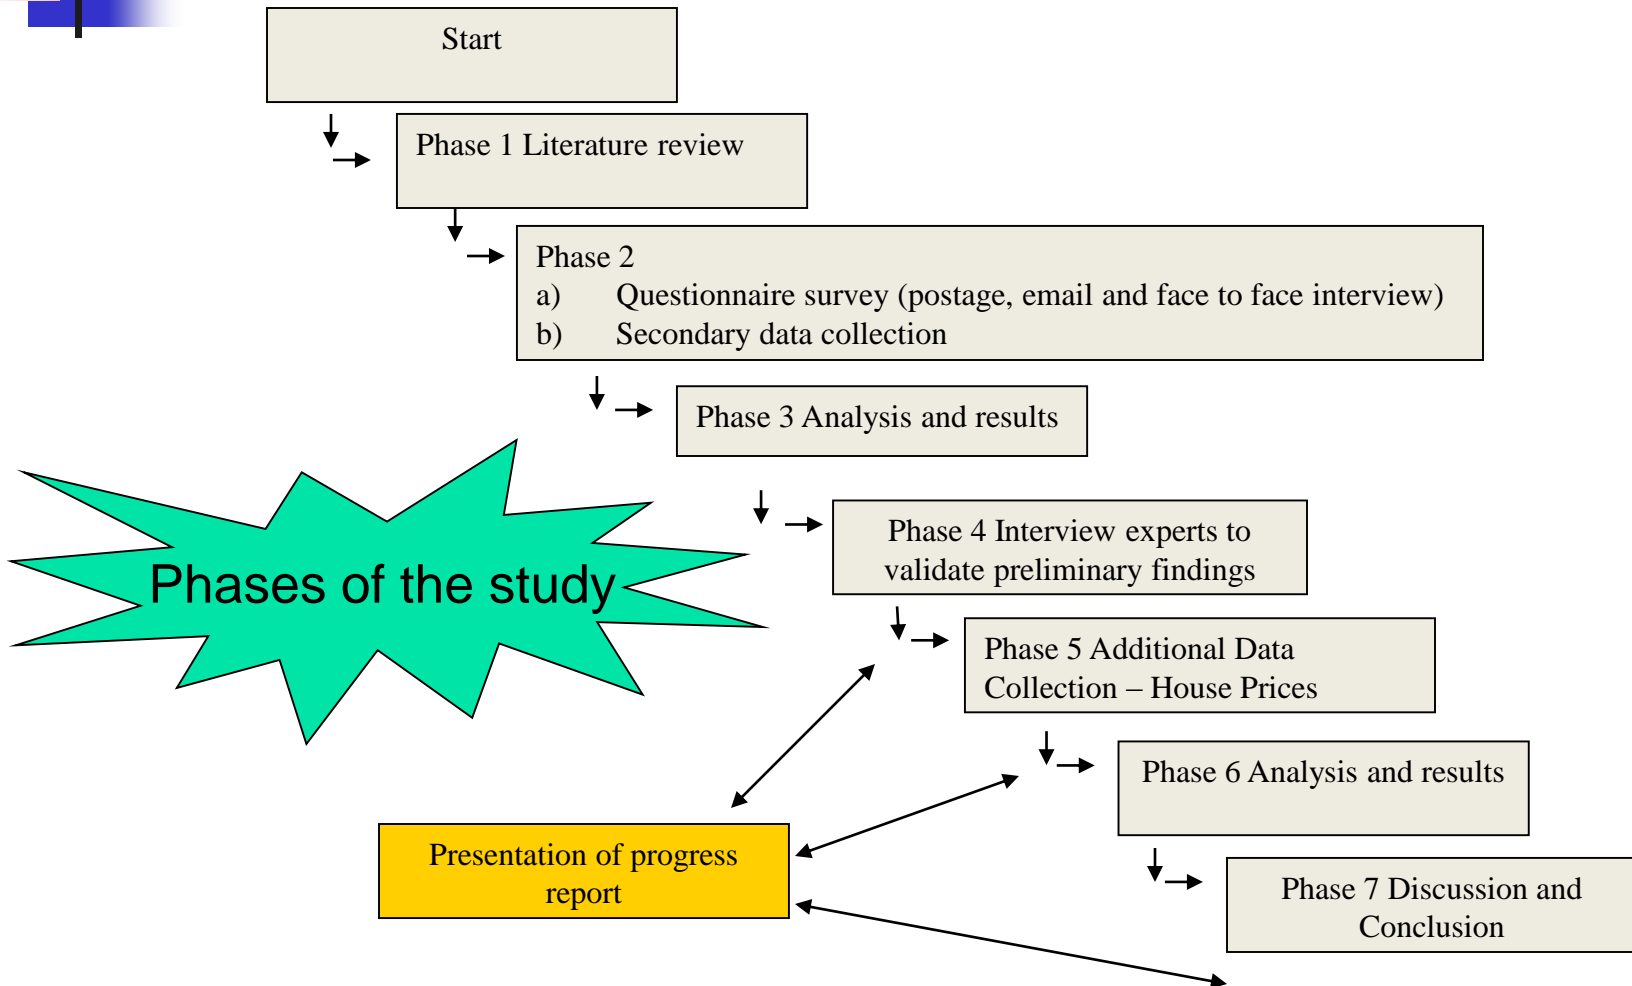 Start
Phase 1 Literature review
Phase 2
a) Questionnaire survey (postage, email and face to face interview)
b) Secondary data collection
Phase 3 Analysis and results
Phases of the study
Phase 4 Interview experts to
validate preliminary findings
Phase 5 Additional Data
Collection – House Prices
Phase 6 Analysis and results
Presentation of progress
report
Phase 7 Discussion and
Conclusion